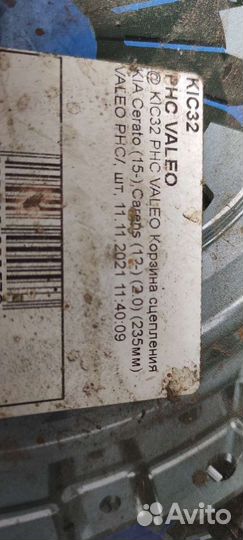 KIC32
PHC VALEO
@ KIC32 PHC VALEO Корзина сцепления
KIA Cerato (15-) Carens (12-) (2.0) (235мм)
VALEO PHC/, шт. 11.11.2021 11:40:09
Avito